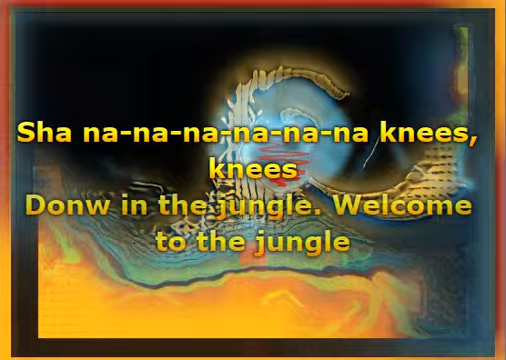 Sha na-na-na-na-na-na knees,
knees
Donw in the jungle. Welcome
to the jungle